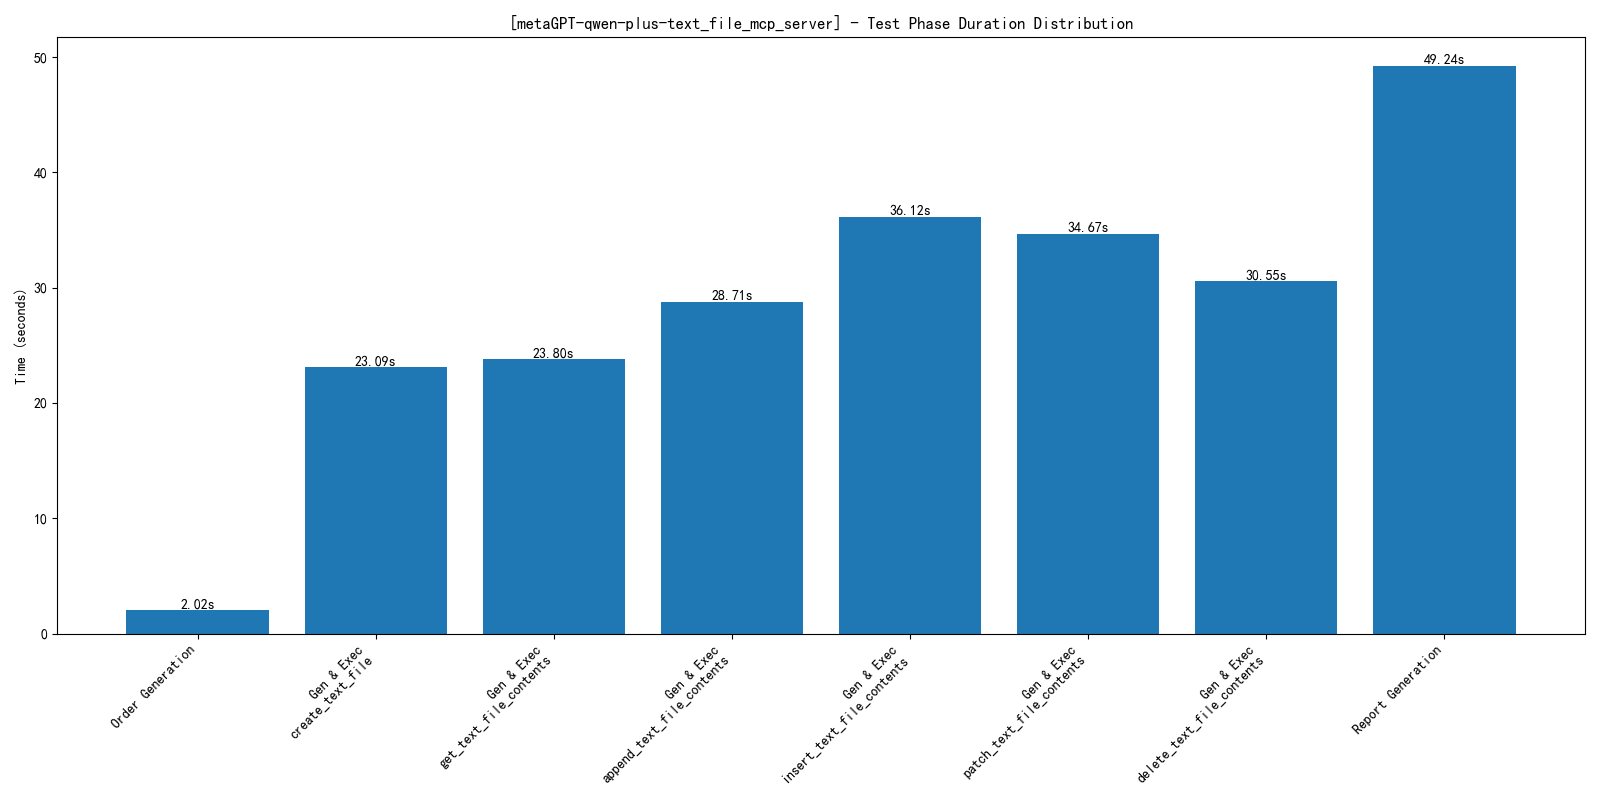 [metaGPT-qwen-plus-text_file_mcp_server] - Test Phase Duration Distribution
Time (seconds)
50
40
30
20
10
0
2.02s
23.09s
23.80s
28.71s
36.12s
34.67s
30.55s
49.24s
Order Generation
Gen & Exec
create_text_file
Gen & Exec
get_text_file_contents
Gen & Exec
append_text_file_contents
Gen & Exec
insert_text_file_contents
Gen & Exec
patch_text_file_contents
Gen & Exec
delete_text_file_contents
Report Generation